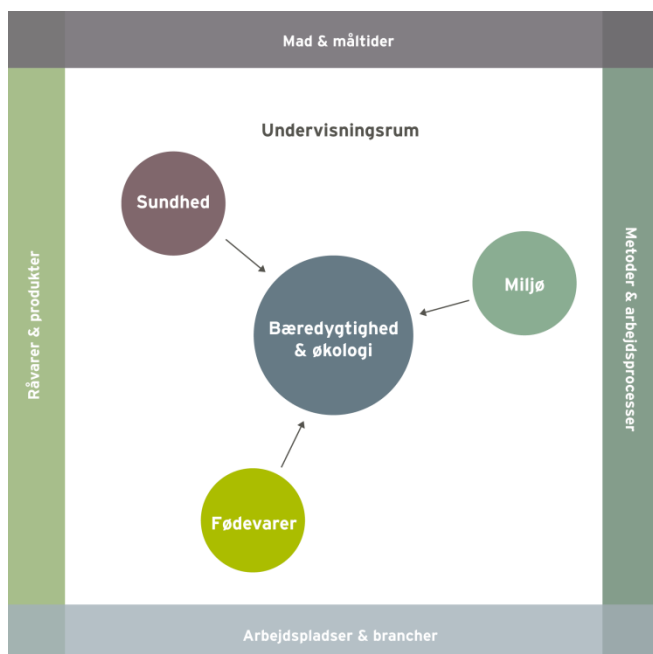 Mad & måltider
Undervisningsrum
Sundhed
Miljø
Bæredygtighed
& økologi
Fødevarer
Råvarer & produkter
Metoder & arbejdsprocesser
Arbejdspladser & brancher